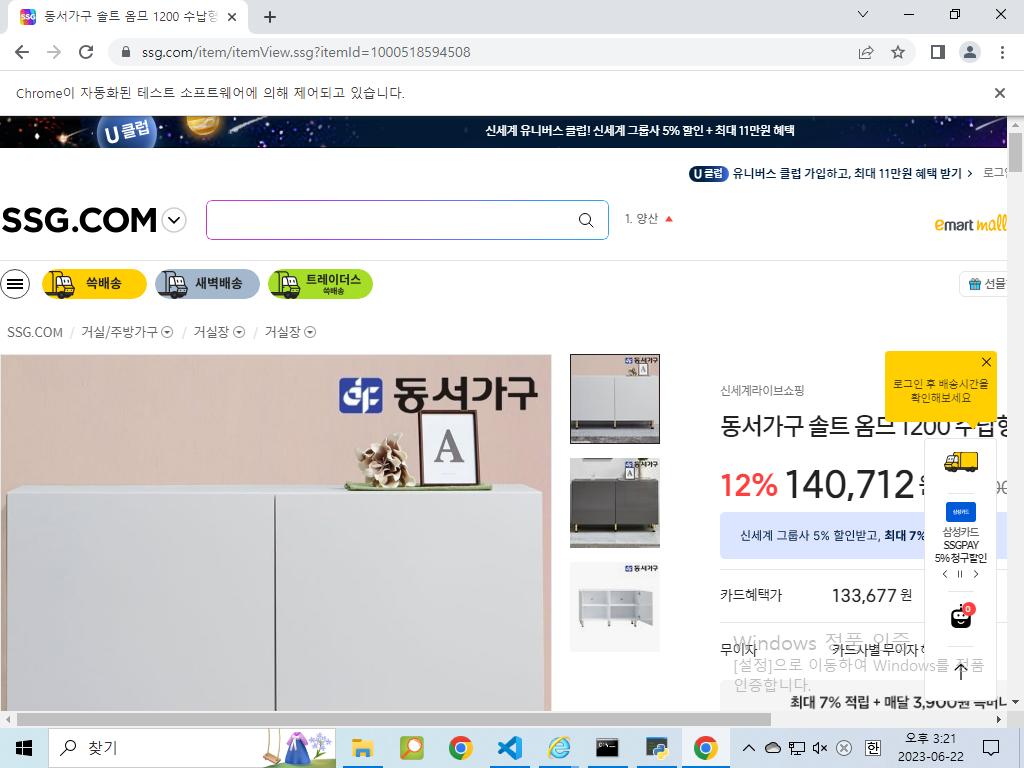 동서가구 솔트 옴므 1200 수납형
ssg.com/item/itemView.ssg?itemId=1000518594508
Chrome이 자동화된 테스트 소프트웨어에 의해 제어되고 있습니다.
U클럽
신세계 유니버스 클럽! 신세계 그룹사 5% 할인 + 최대 11만원 혜택
U클럽 유니버스 클럽 가입하고, 최대 11만원 혜택 받기 > 로그인
SSG.COM
1. 양산
emart mall
쓱배송
새벽배송
트레이더스
쓱배송
선물
SSG.COM / 거실/주방가구 / 거실장 / 거실장
동서가구
A
로그인 후 배송시간을
확인해보세요
신세계라이브쇼핑
동서가구 솔트 옴므 1200 수납형
12% 140,712
신세계 그룹사 5% 할인받고, 최대 7%
삼성카드
삼성카드
SSGPAY
5% 청구할인
카드혜택가 133,677 원
0
무이자 카드사별 무이자
Windows 정품 인증
[설정]으로 이동하여 Windows를 정품
인증합니다.
최대 7% 적립 + 매달 3,900원 쓱머니
찾기
오후 3:21
한
2023-06-22